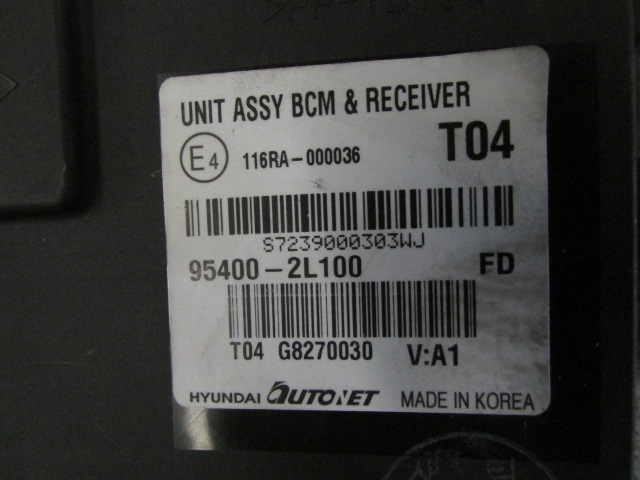 UNIT ASSY BCM & RECEIVER
E4 116RA-000036 T04
S7239000303WJ
95400-2L100 FD
T04 G8270030 V:A1
HYUNDAI AUTONET MADE IN KOREA